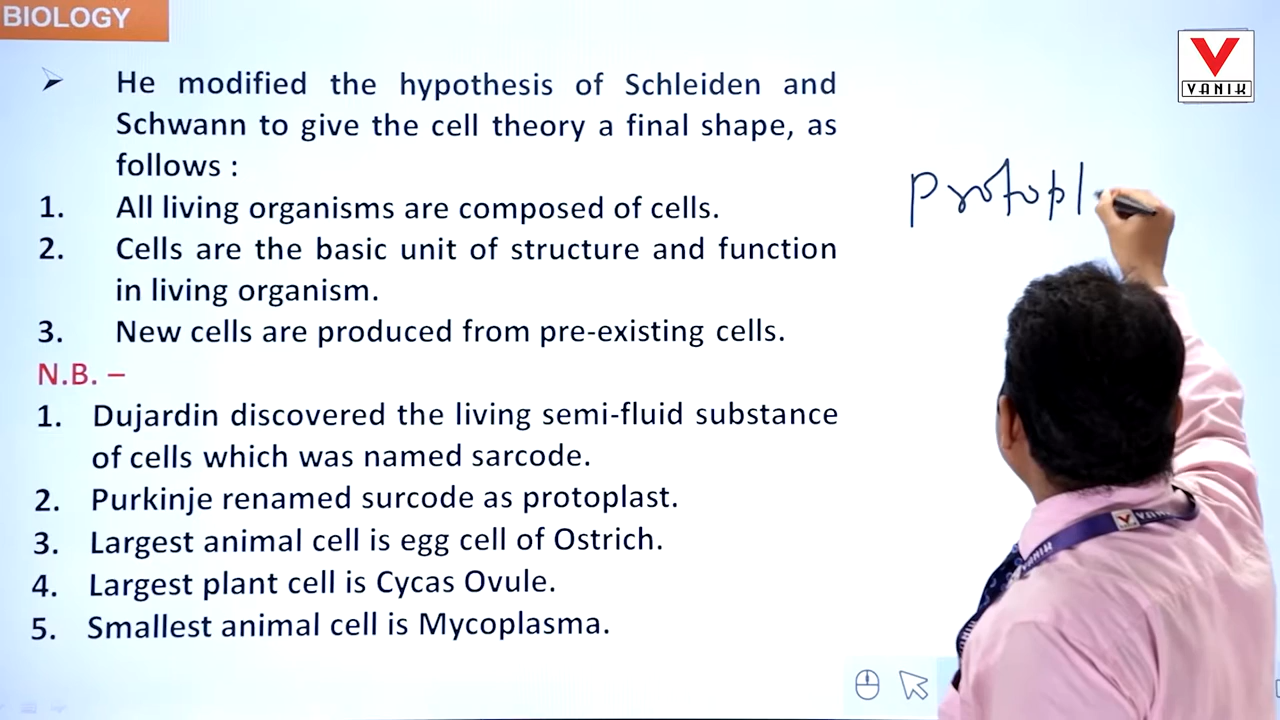 BIOLOGY
VANIK
➢ He modified the hypothesis of Schleiden and
Schwann to give the cell theory a final shape, as
follows :
1. All living organisms are composed of cells.
2. Cells are the basic unit of structure and function
in living organism.
3. New cells are produced from pre-existing cells.
N.B. –
1. Dujardin discovered the living semi-fluid substance
of cells which was named sarcode.
2. Purkinje renamed surcode as protoplast.
3. Largest animal cell is egg cell of Ostrich.
4. Largest plant cell is Cycas Ovule.
5. Smallest animal cell is Mycoplasma.
Protopl
VANIK